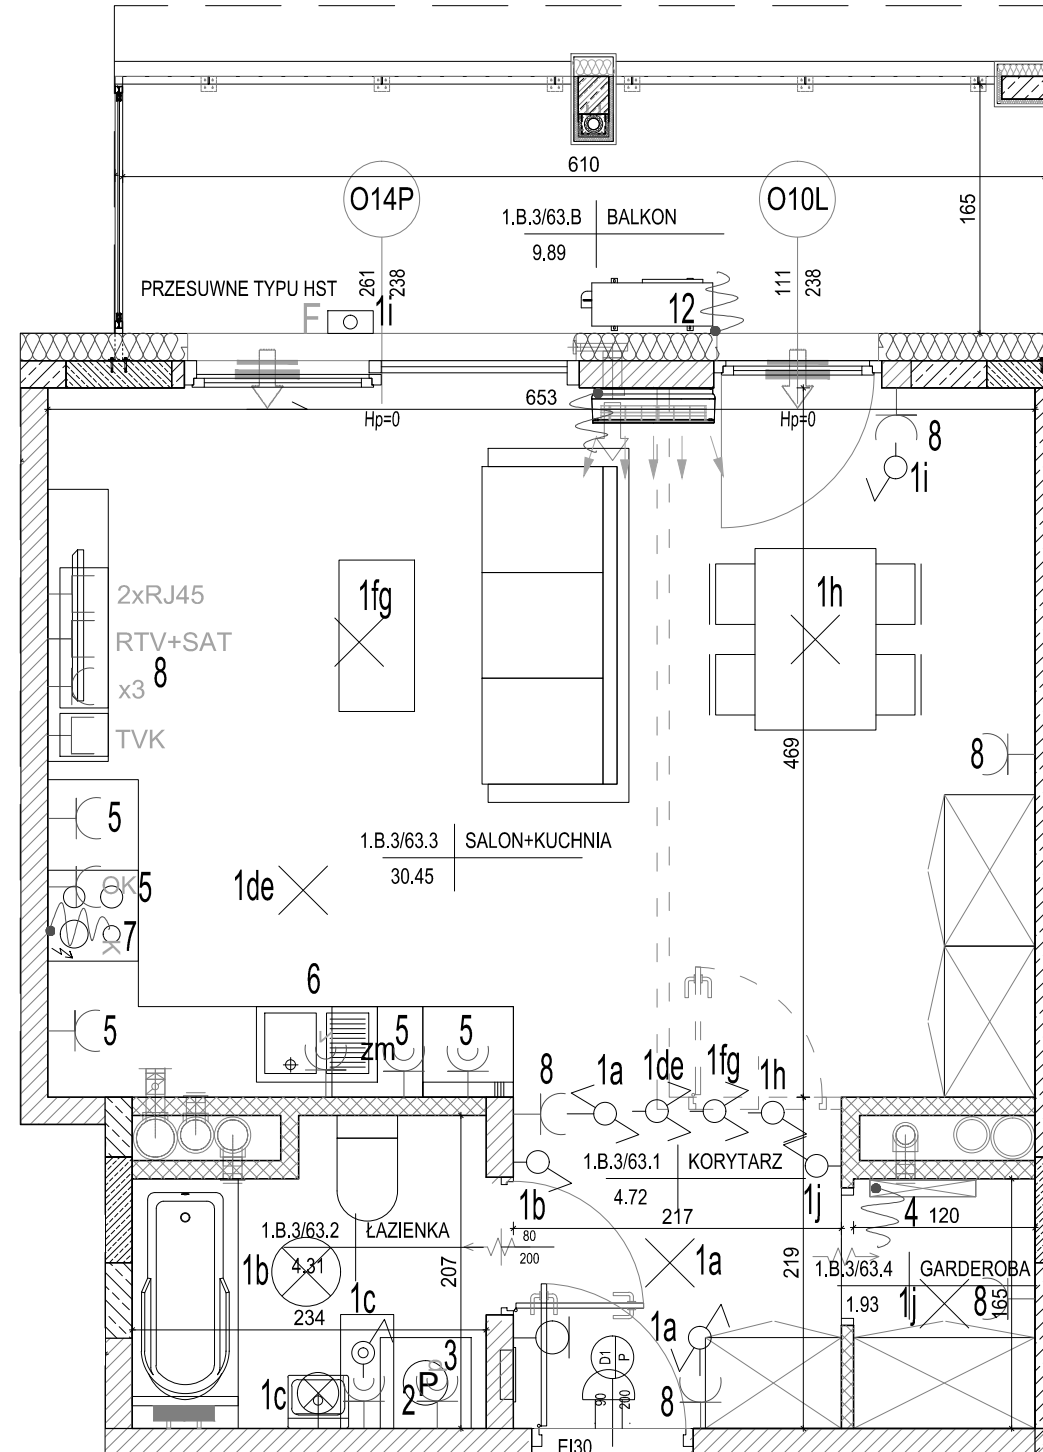 610
O14P
O10L
165
1.B.3/63.B BALKON
9.89
261
238
111
238
PRZESUWNE TYPU HST
F
1i
12
653
Hp=0
Hp=0
8
1i
1fg
1h
2xRJ45
RTV+SAT
x3
8
TVK
469
8
5
1.B.3/63.3 SALON+KUCHNIA
30.45
1de
OK
5
7
K
6
5
zm
5
5
8
1a
1de
1fg
1h
1.B.3/63.1 KORYTARZ
4.72
1b
1j
217
4
120
1.B.3/63.2 ŁAZIENKA
4.31
80
200
207
219
1b
1a
1.B.3/63.4 GARDEROBA
1.93
1j
8
165
1c
234
1a
3
D1
P
1c
2
P
90
200
8
EI30